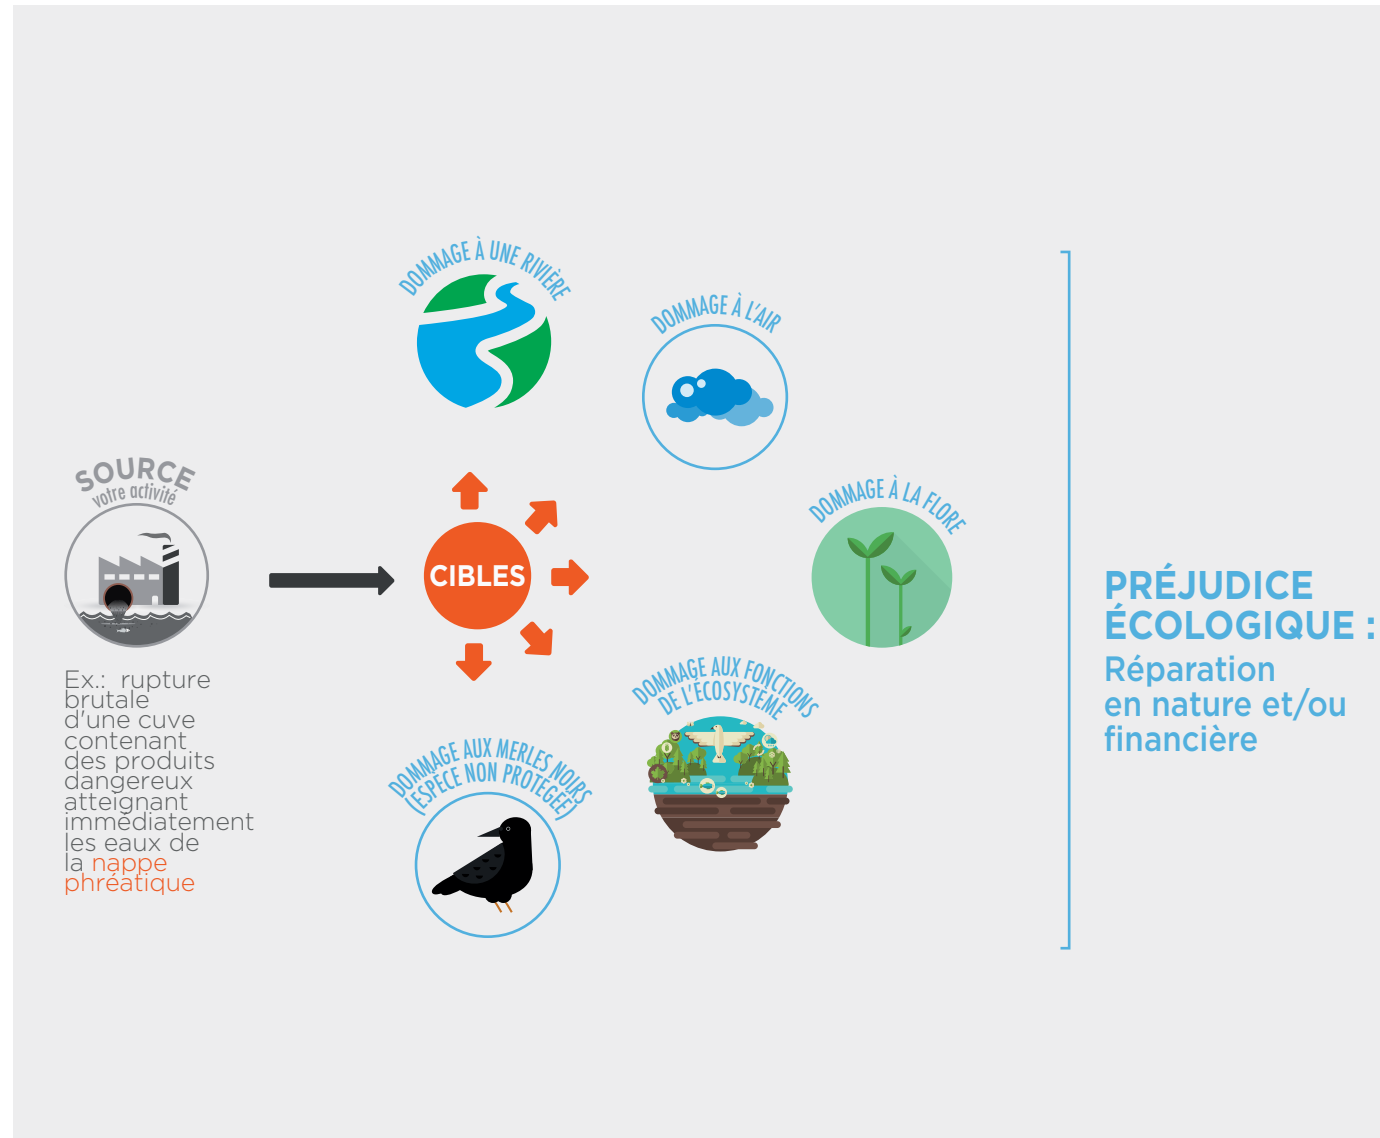 SOURCE
votre activité
Ex.: rupture
brutale
d'une cuve
contenant
des produits
dangereux
atteignant
immédiatement
les eaux de
la nappe
phréatique
CIBLES
DOMMAGE À UNE RIVIÈRE
DOMMAGE À L'AIR
DOMMAGE À LA FLORE
DOMMAGE AUX FONCTIONS
DE L'ÉCOSYSTÈME
DOMMAGE AUX MERLES NOIRS
(ESPÈCE NON PROTÉGÉE)
PRÉJUDICE
ÉCOLOGIQUE :
Réparation
en nature et/ou
financière